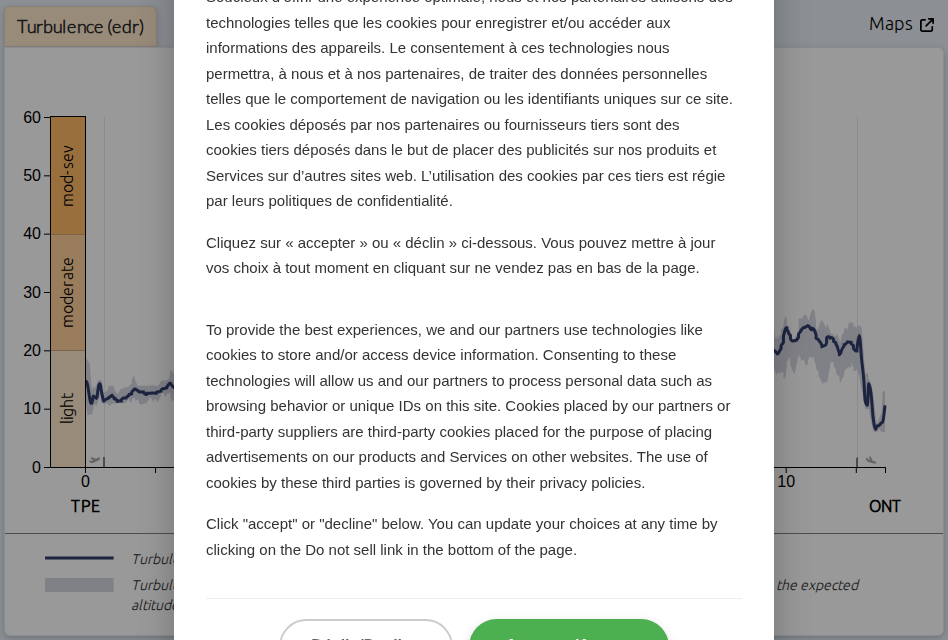 Turbulence (edr)
Maps
technologies telles que les cookies pour enregistrer et/ou accéder aux
informations des appareils. Le consentement à ces technologies nous
permettra, à nous et à nos partenaires, de traiter des données personnelles
telles que le comportement de navigation ou les identifiants uniques sur ce site.
Les cookies déposés par nos partenaires ou fournisseurs tiers sont des
cookies tiers déposés dans le but de placer des publicités sur nos produits et
Services sur d’autres sites web. L’utilisation des cookies par ces tiers est régie
par leurs politiques de confidentialité.
Cliquez sur « accepter » ou « déclin » ci-dessous. Vous pouvez mettre à jour
vos choix à tout moment en cliquant sur ne vendez pas en bas de la page.
To provide the best experiences, we and our partners use technologies like
cookies to store and/or access device information. Consenting to these
technologies will allow us and our partners to process personal data such as
browsing behavior or unique IDs on this site. Cookies placed by our partners or
third-party suppliers are third-party cookies placed for the purpose of placing
advertisements on our products and Services on other websites. The use of
cookies by these third parties is governed by their privacy policies.
Click "accept" or "decline" below. You can update your choices at any time by
clicking on the Do not sell link in the bottom of the page.
60
50
40
30
20
10
0
mod-sev
moderate
light
0
10
TPE
ONT
the expected